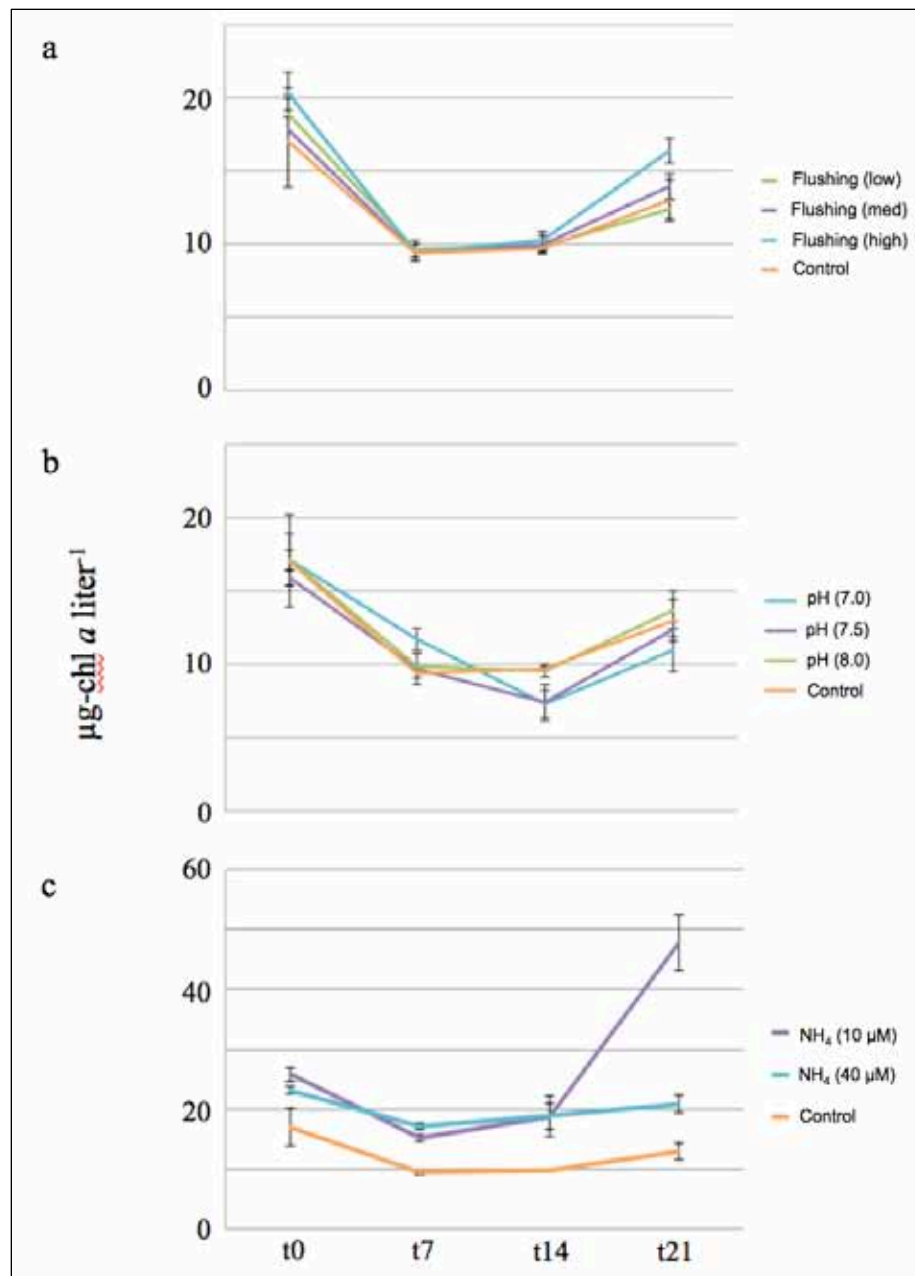 a
20
10
0
Flushing (low)
Flushing (med)
Flushing (high)
Control
b
µg-chl a liter⁻¹
20
10
0
pH (7.0)
pH (7.5)
pH (8.0)
Control
c
60
40
20
0
NH₄ (10 µM)
NH₄ (40 µM)
Control
t0 t7 t14 t21